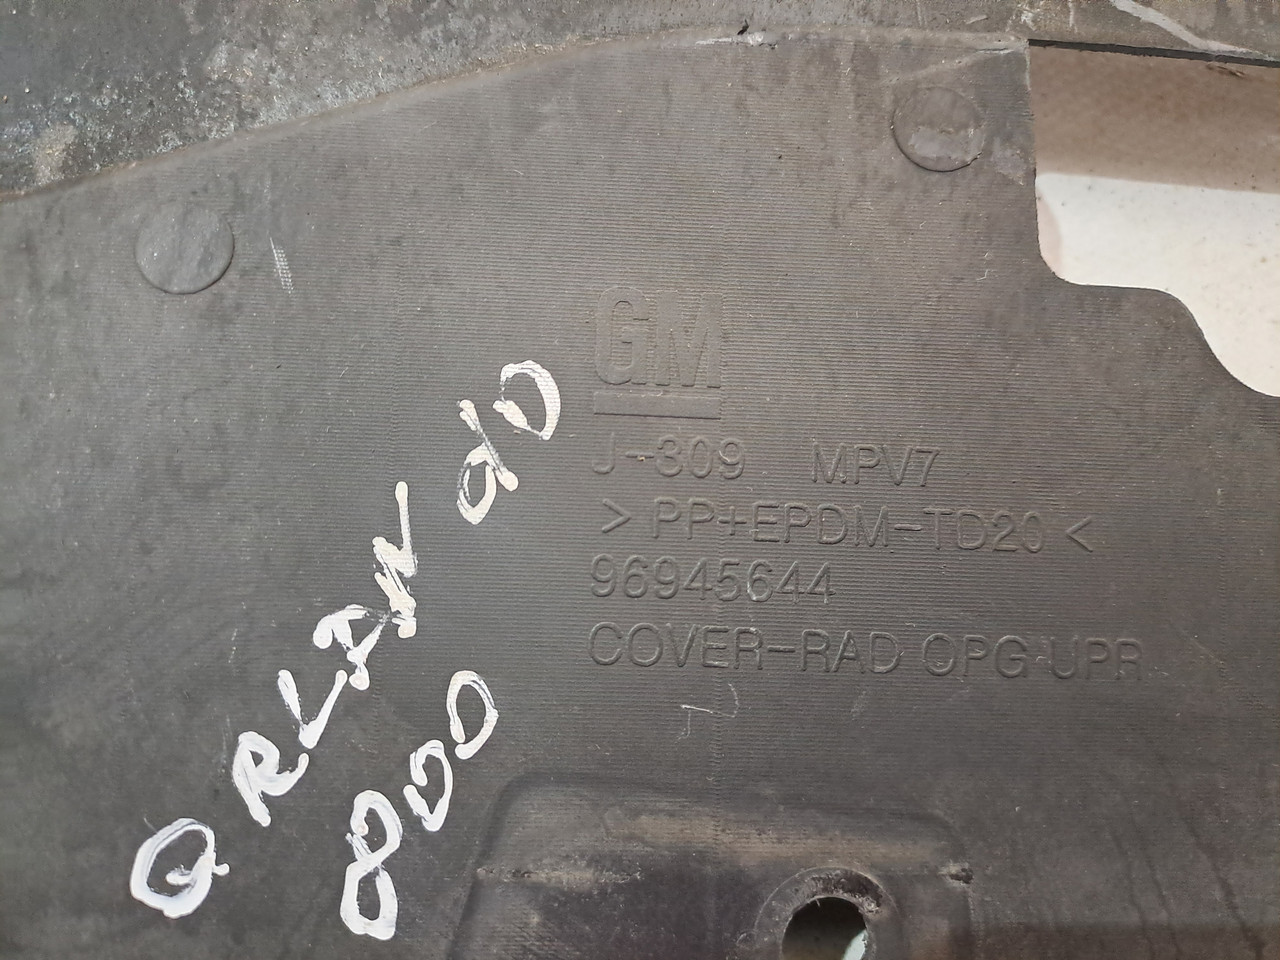 GM
J-309 MPV7
> PP+EPDM-TD20 <
96945644
COVER-RAD OPG UPR
ORLAN
800